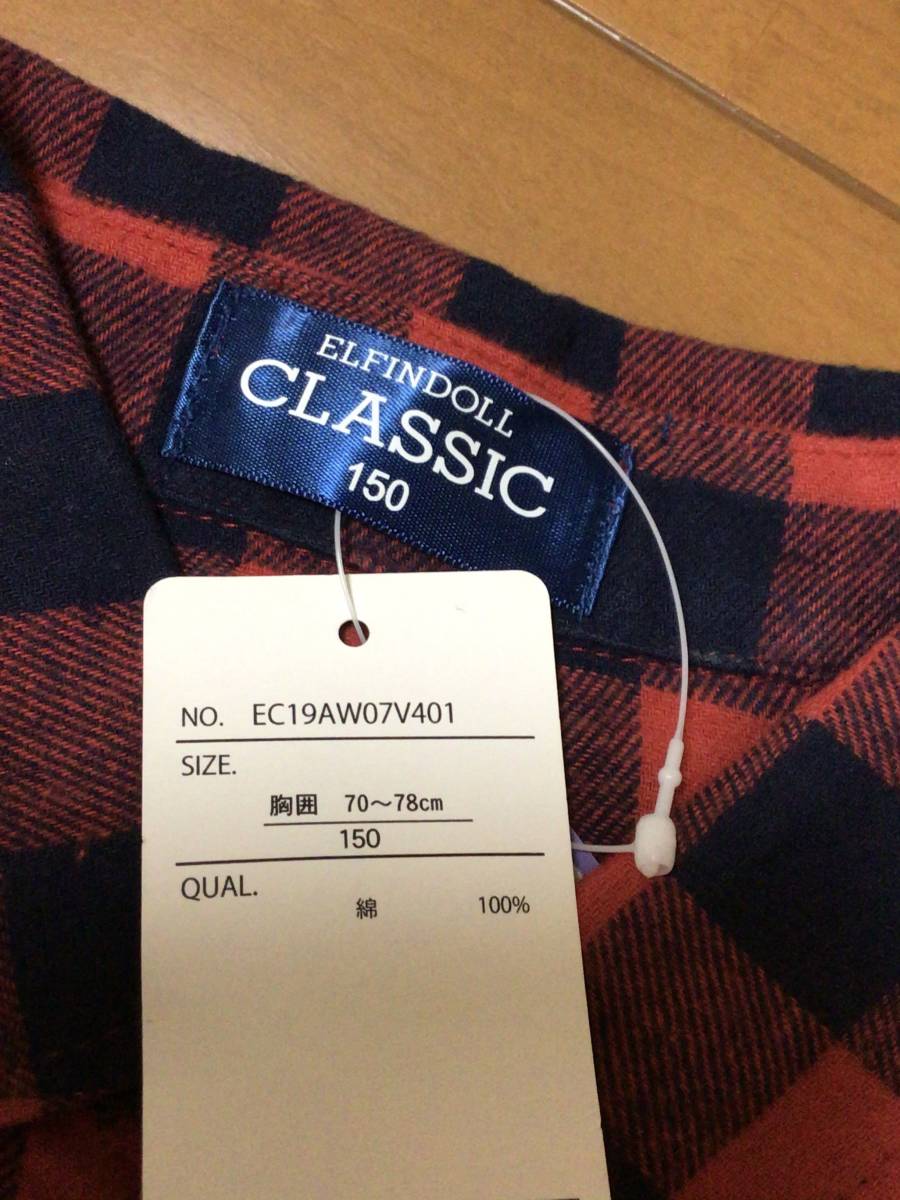 ELFINDOLL
CLASSIC
150
NO. EC19AW07V401
SIZE.
胸囲 70〜78cm
150
QUAL.
綿 100%